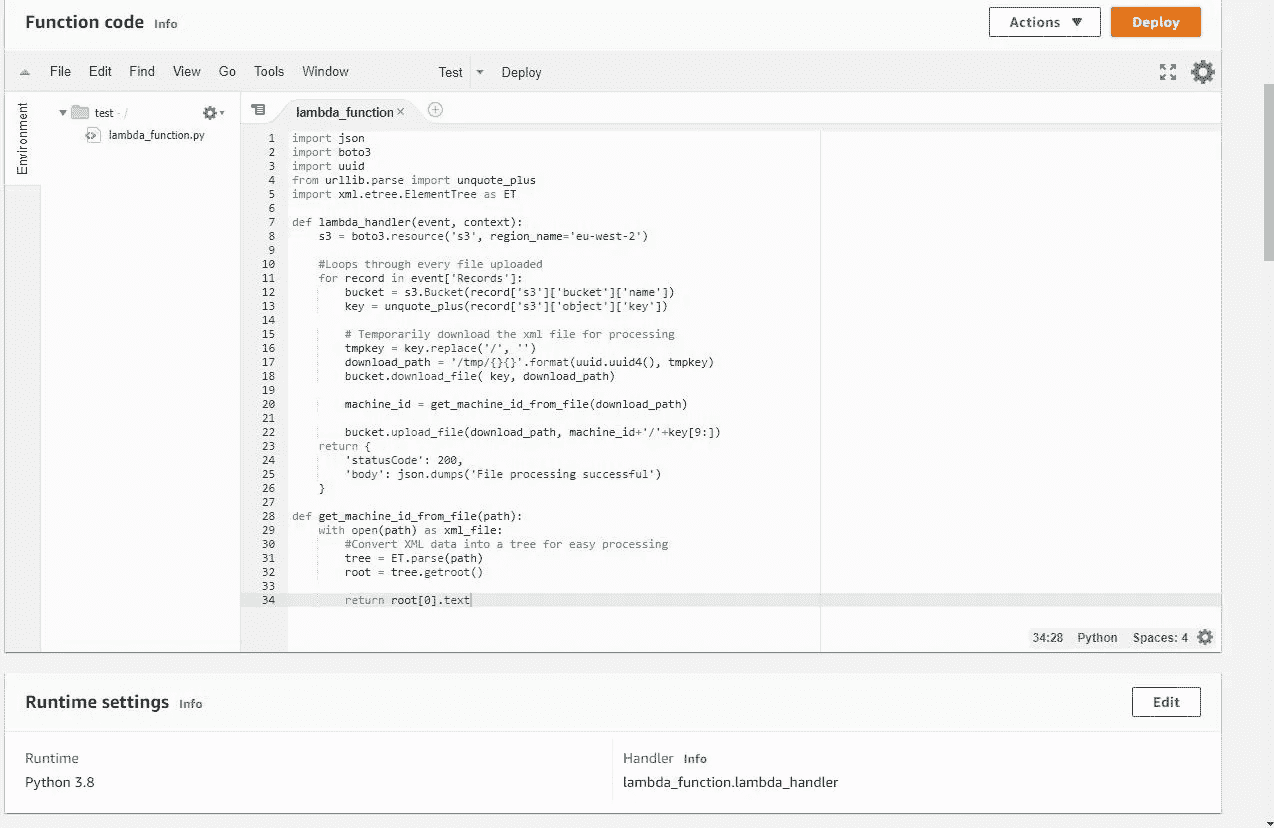 Function code Info
Actions ▼ Deploy
File Edit Find View Go Tools Window Test Deploy
Environment
test - /
lambda_function.py
lambda_function ×
1 import json
2 import boto3
3 import uuid
4 from urllib.parse import unquote_plus
5 import xml.etree.ElementTree as ET
6
7 def lambda_handler(event, context):
8     s3 = boto3.resource('s3', region_name='eu-west-2')
9
10     #Loops through every file uploaded
11     for record in event['Records']:
12         bucket = s3.Bucket(record['s3']['bucket']['name'])
13         key = unquote_plus(record['s3']['object']['key'])
14
15         # Temporarily download the xml file for processing
16         tmpkey = key.replace('/', '')
17         download_path = '/tmp/{}{}'.format(uuid.uuid4(), tmpkey)
18         bucket.download_file( key, download_path)
19
20         machine_id = get_machine_id_from_file(download_path)
21
22         bucket.upload_file(download_path, machine_id+'/'+key[9:])
23     return {
24         'statusCode': 200,
25         'body': json.dumps('File processing successful')
26     }
27
28 def get_machine_id_from_file(path):
29     with open(path) as xml_file:
30         #Convert XML data into a tree for easy processing
31         tree = ET.parse(path)
32         root = tree.getroot()
33
34         return root[0].text
34:28 Python Spaces: 4
Runtime settings Info
Edit
Runtime
Python 3.8
Handler Info
lambda_function.lambda_handler